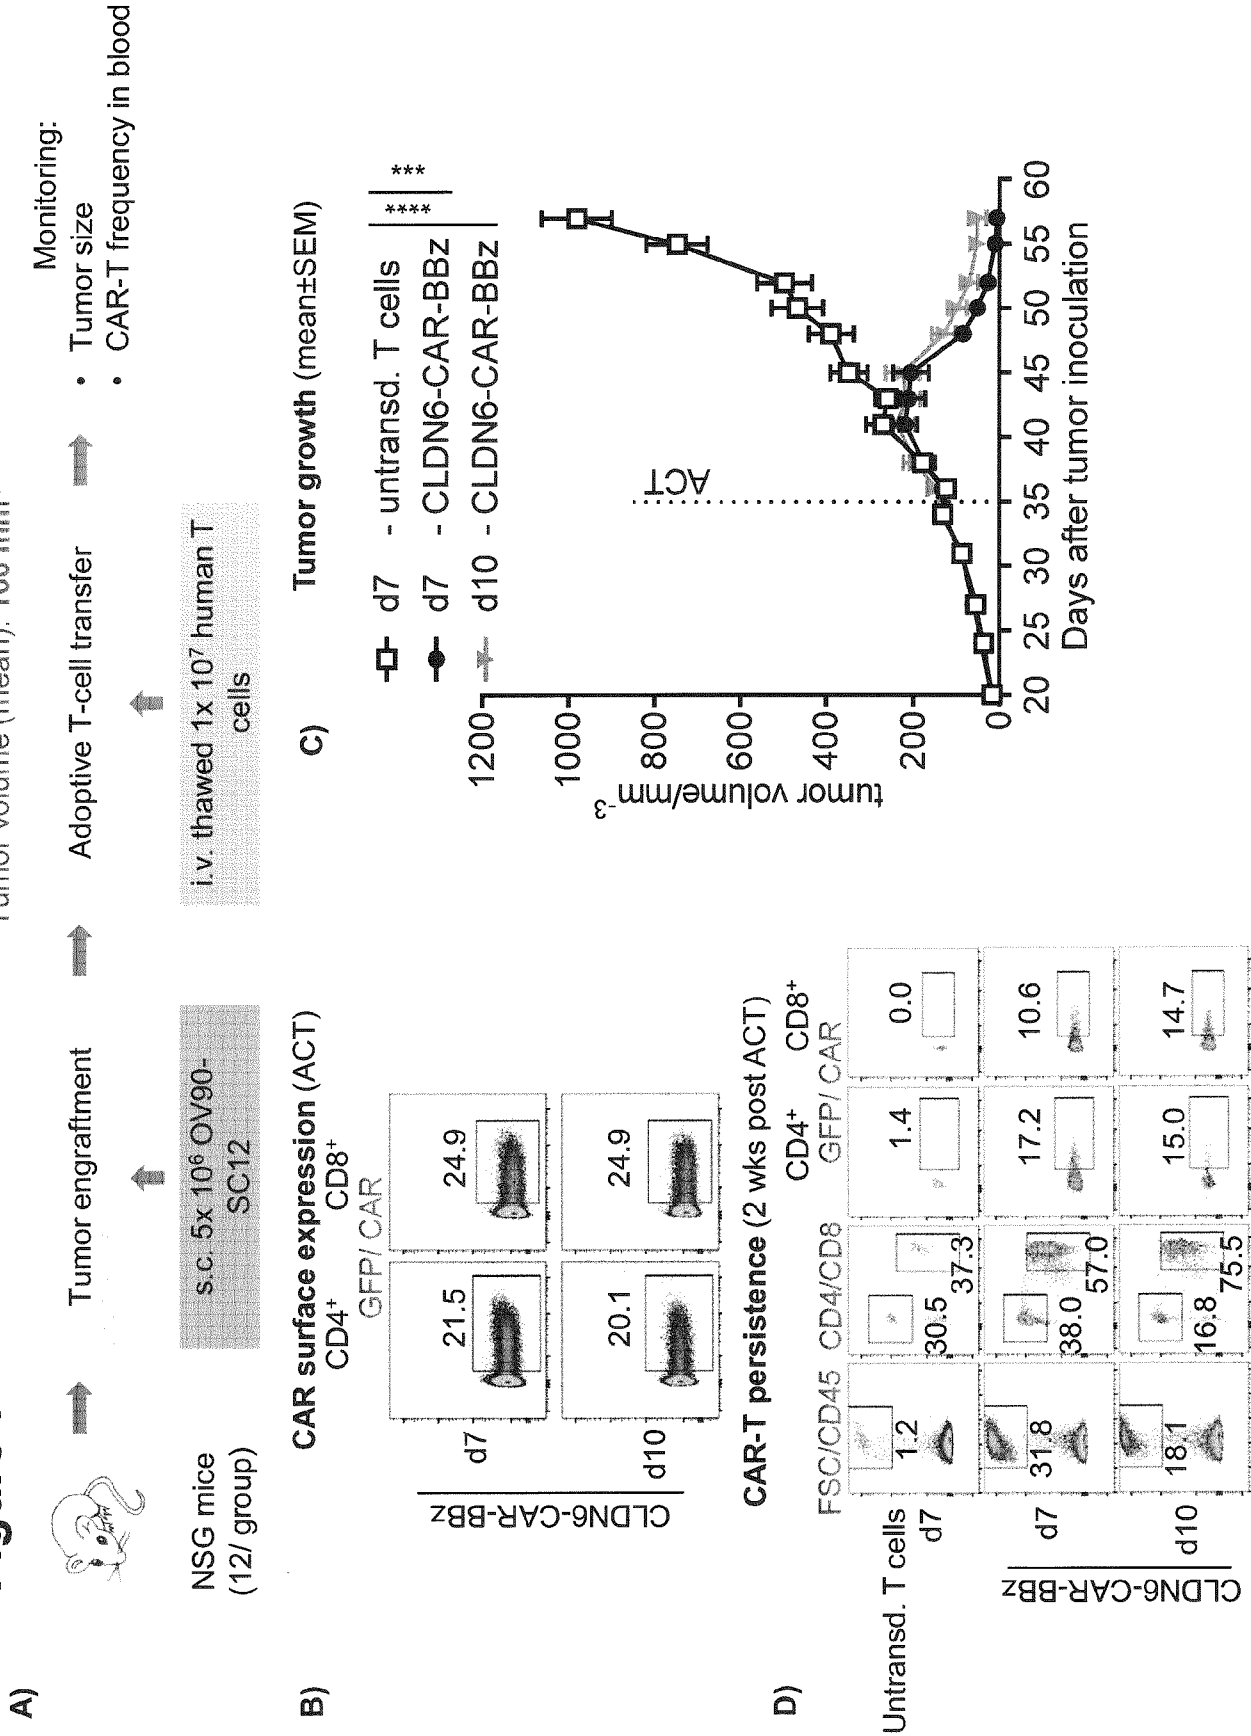 A)
Tumor volume (mean): 100 mm
NSG mice
(12/ group)
Tumor engraftment
s.c. 5x 10⁶ OV90-
SC12
Adoptive T-cell transfer
i.v. thawed 1x 10⁷ human T
cells
Monitoring:
• Tumor size
• CAR-T frequency in blood
B)
CAR surface expression (ACT)
CD4⁺ CD8⁺
GFP/ CAR
CLDN6-CAR-BBz
d7
21.5 24.9
d10
20.1 24.9
C)
Tumor growth (mean±SEM)
d7 - untransd. T cells
d7 - CLDN6-CAR-BBz
d10 - CLDN6-CAR-BBz
**** ***
tumor volume/mm⁻³
1200
1000
800
600
400
200
0
ACT
20 25 30 35 40 45 50 55 60
Days after tumor inoculation
D)
CAR-T persistence (2 wks post ACT)
CD4⁺ CD8⁺
FSC/CD45 CD4/CD8 GFP/ CAR
Untransd. T cells
d7
1.2 30.5 37.3 1.4 0.0
CLDN6-CAR-BBz
d7
31.8 38.0 57.0 17.2 10.6
d10
18.1 16.8 75.5 15.0 14.7